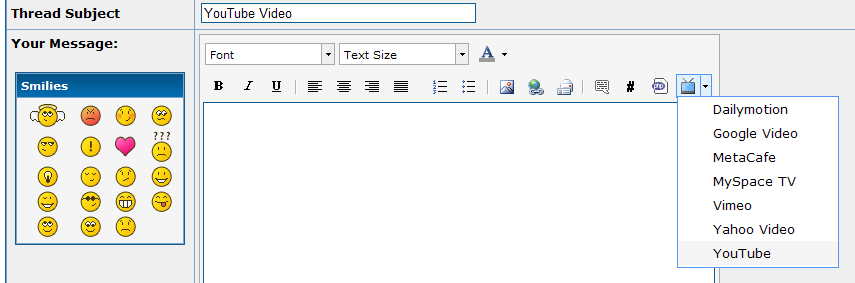 Thread Subject
YouTube Video
Your Message:
Font
Text Size
A
Smilies
B I U
#
php
???
!
Dailymotion
Google Video
MetaCafe
MySpace TV
Vimeo
Yahoo Video
YouTube